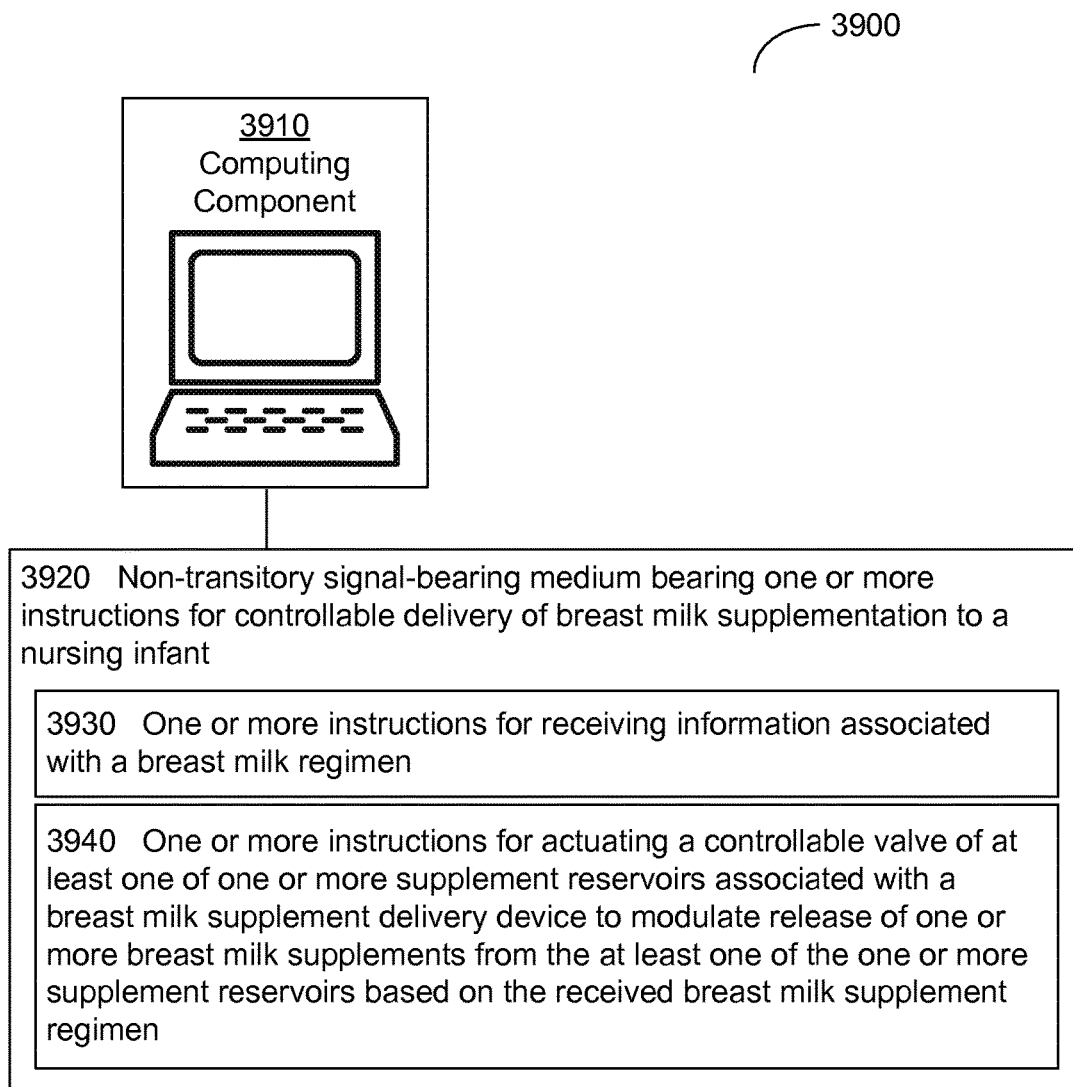 3900
3910
Computing
Component
3920 Non-transitory signal-bearing medium bearing one or more
instructions for controllable delivery of breast milk supplementation to a
nursing infant
3930 One or more instructions for receiving information associated
with a breast milk regimen
3940 One or more instructions for actuating a controllable valve of at
least one of one or more supplement reservoirs associated with a
breast milk supplement delivery device to modulate release of one or
more breast milk supplements from the at least one of the one or more
supplement reservoirs based on the received breast milk supplement
regimen